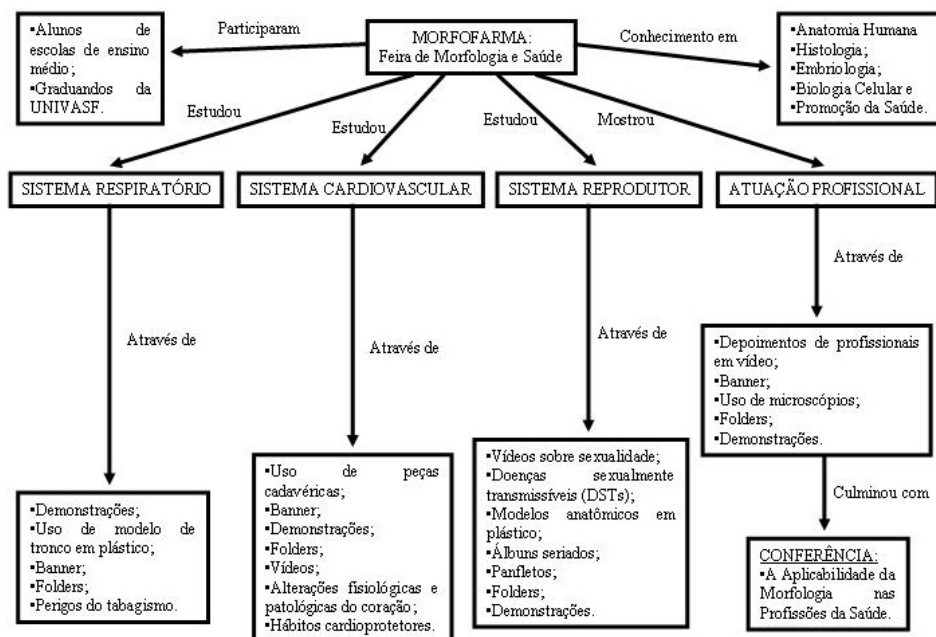 ▪Alunos de
escolas de ensino
médio;
▪Graduandos da
UNIVASF.
Participaram
MORFOFARMA:
Feira de Morfologia e Saúde
Conhecimento em
▪Anatomia Humana
▪Histologia;
▪Embriologia;
▪Biologia Celular e
▪Promoção da Saúde.
Estudou
Estudou
Estudou
Mostrou
SISTEMA RESPIRATÓRIO
SISTEMA CARDIOVASCULAR
SISTEMA REPRODUTOR
ATUAÇÃO PROFISSIONAL
Através de
Através de
Através de
Através de
▪Demonstrações;
▪Uso de modelo de
tronco em plástico;
▪Banner;
▪Folders;
▪Perigos do tabagismo.
▪Uso de peças
cadavéricas;
▪Banner;
▪Demonstrações;
▪Folders;
▪Vídeos;
▪Alterações fisiológicas e
patológicas do coração;
▪Hábitos cardioprotetores.
▪Vídeos sobre sexualidade;
▪Doenças sexualmente
transmissíveis (DSTs);
▪Modelos anatômicos em
plástico;
▪Álbuns seriados;
▪Panfletos;
▪Folders;
▪Demonstrações.
▪Depoimentos de profissionais
em vídeo;
▪Banner;
▪Uso de microscópios;
▪Folders;
▪Demonstrações.
Culminou com
CONFERÊNCIA:
▪A Aplicabilidade da
Morfologia nas
Profissões da Saúde.